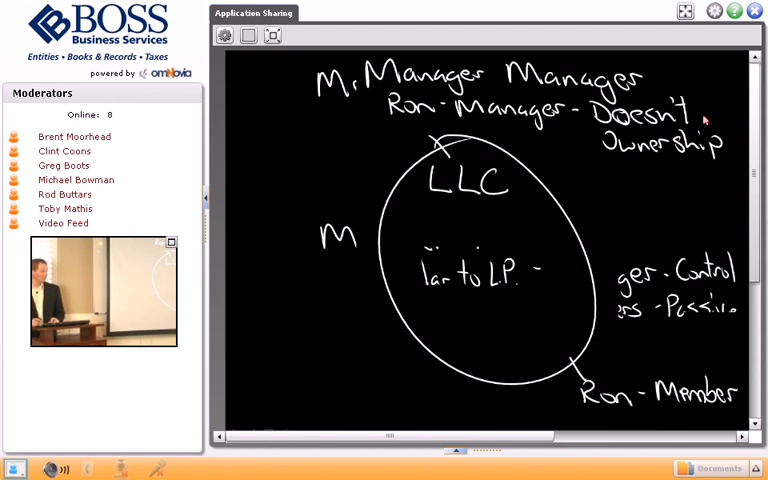 BOSS
Business Services
Entities • Books & Records • Taxes
powered by omNovia
Moderators
Online: 8
Brent Moorhead
Clint Coons
Greg Boots
Michael Bowman
Rod Buttars
Toby Mathis
Video Feed
Application Sharing
M. Manager Manager
Ron - Manager - Doesn't
Ownership
LLC
M
lar to L.P. -
ger - Control
ers - Passive
Ron - Member
Documents